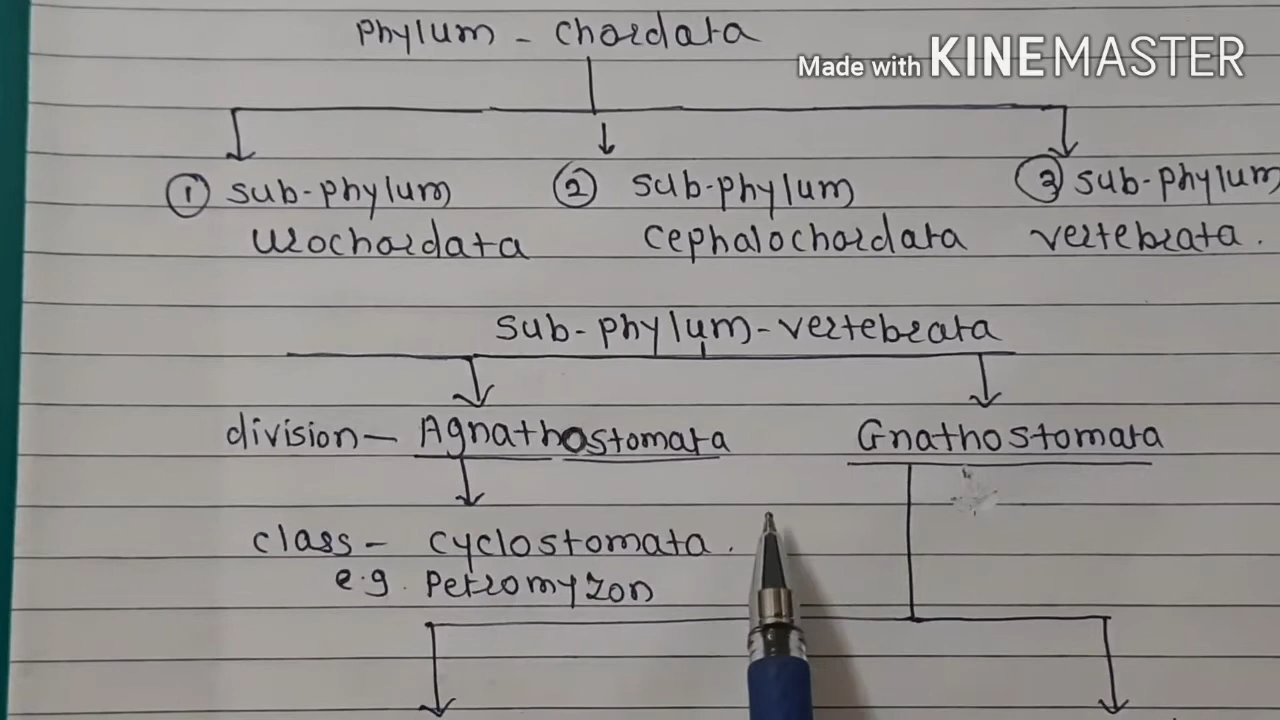 Phylum - chordata
Made with KINEMASTER
① sub-phylum urochordata
② sub-phylum cephalochordata
③ sub-phylum vertebrata.
sub-phylum-vertebrata
division - Agnathostomata
Gnathostomata
class - cyclostomata.
e.g. Petromyzon